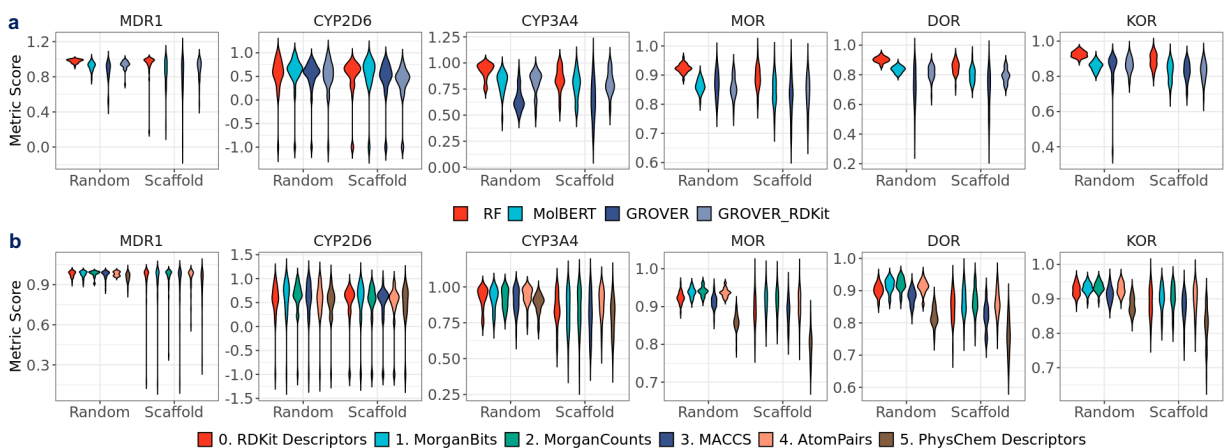 a
MDR1 CYP2D6 CYP3A4 MOR DOR KOR
Metric Score
1.2 0.8 0.4 0.0
1.0 0.5 0.0 -0.5 -1.0
1.25 1.00 0.75 0.50 0.25 0.00
1.0 0.9 0.8 0.7 0.6
1.0 0.8 0.6 0.4 0.2
1.0 0.8 0.6 0.4
Random Scaffold Random Scaffold Random Scaffold Random Scaffold Random Scaffold Random Scaffold
RF MolBERT GROVER GROVER_RDKit
b
MDR1 CYP2D6 CYP3A4 MOR DOR KOR
Metric Score
0.9 0.6 0.3
1.5 1.0 0.5 0.0 -0.5 -1.0 -1.5
1.00 0.75 0.50 0.25
1.0 0.9 0.8 0.7
1.0 0.9 0.8 0.7 0.6
1.0 0.9 0.8 0.7
Random Scaffold Random Scaffold Random Scaffold Random Scaffold Random Scaffold Random Scaffold
0. RDKit Descriptors 1. MorganBits 2. MorganCounts 3. MACCS 4. AtomPairs 5. PhysChem Descriptors